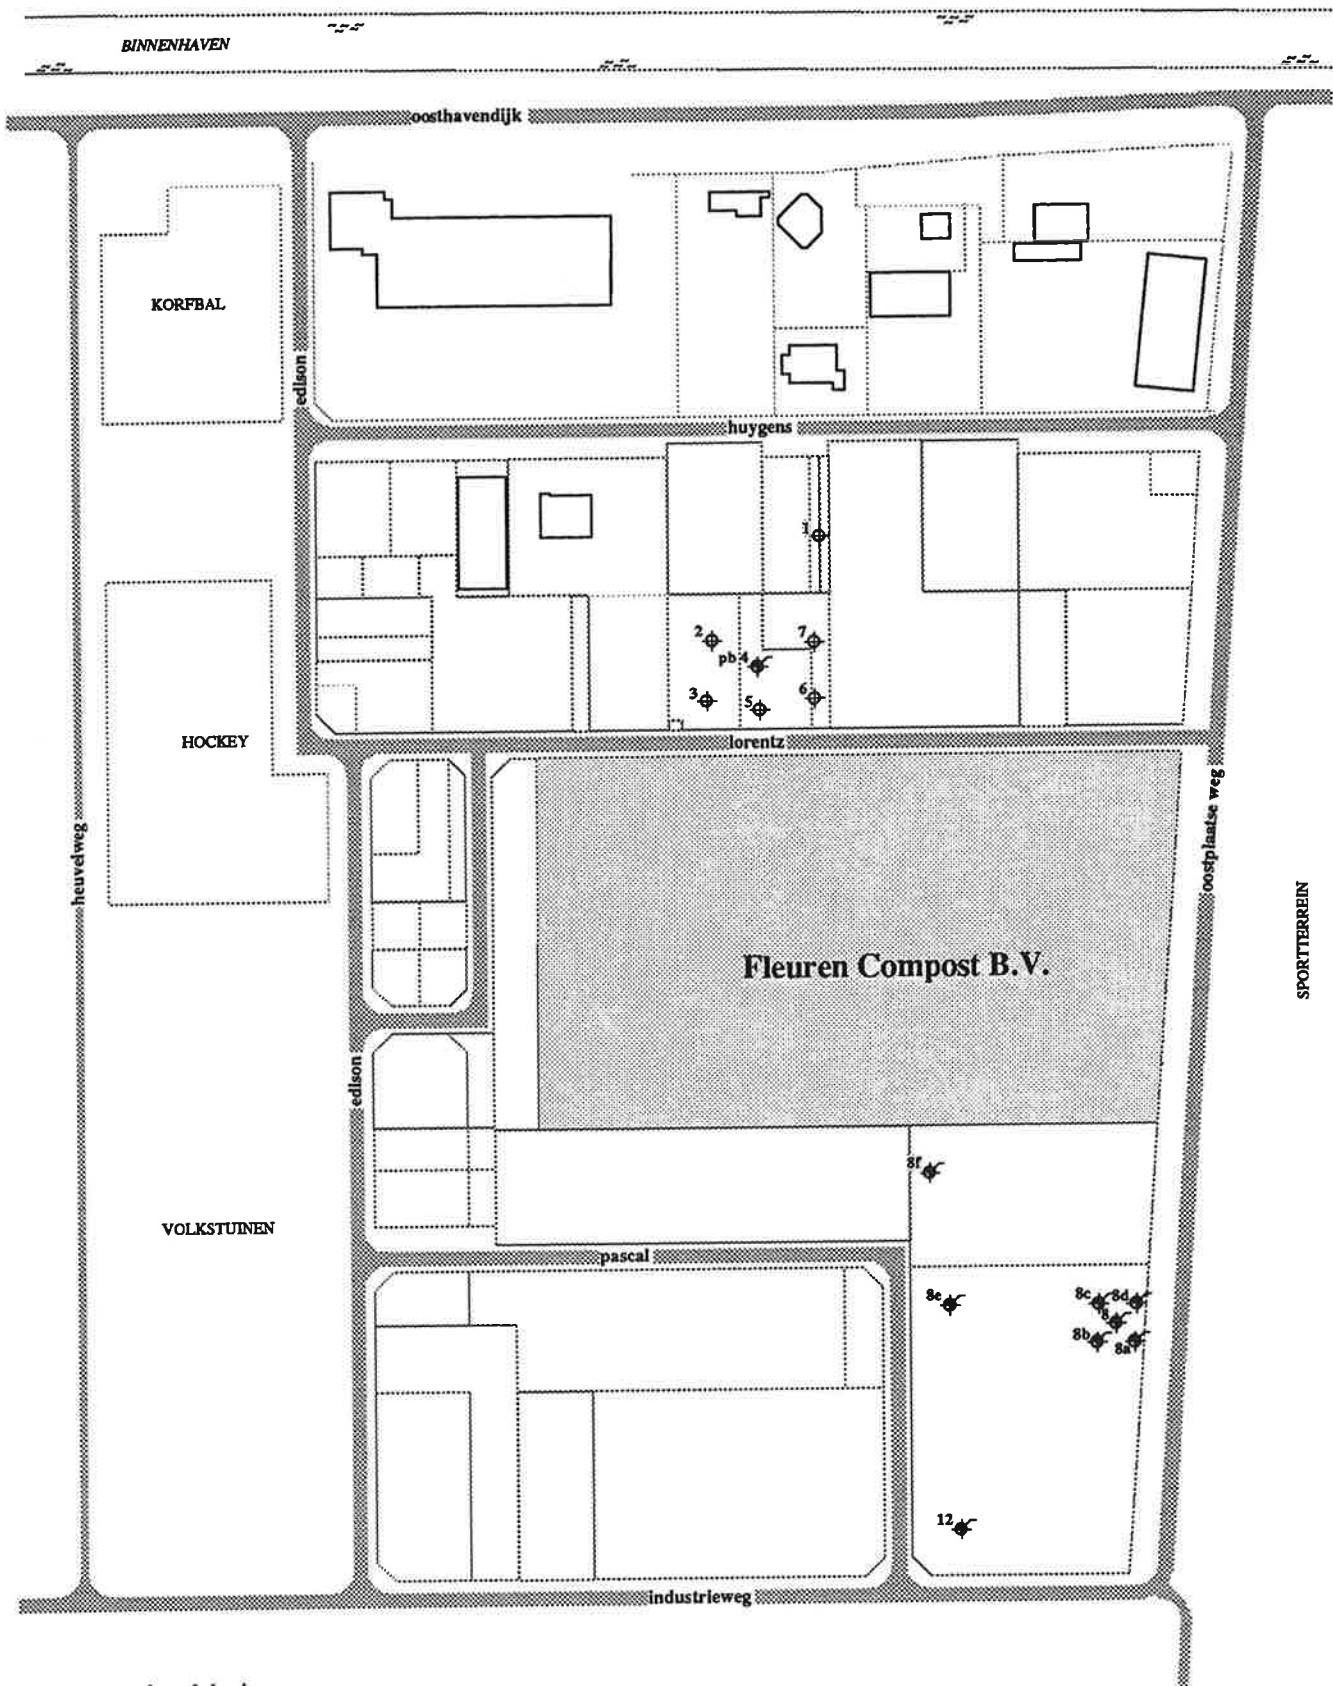 BINNENHAVEN
oosthavendijk
KORFBAL
edison
huygens
1
2
7
pb 4
3
5
6
HOCKEY
lorentz
heuvelweg
oostplaatse weg
SPORTTERREIN
Fleuren Compost B.V.
edison
8f
VOLKSTUINEN
pascal
8e
8c
8d
8
8b
8a
12
industrieweg